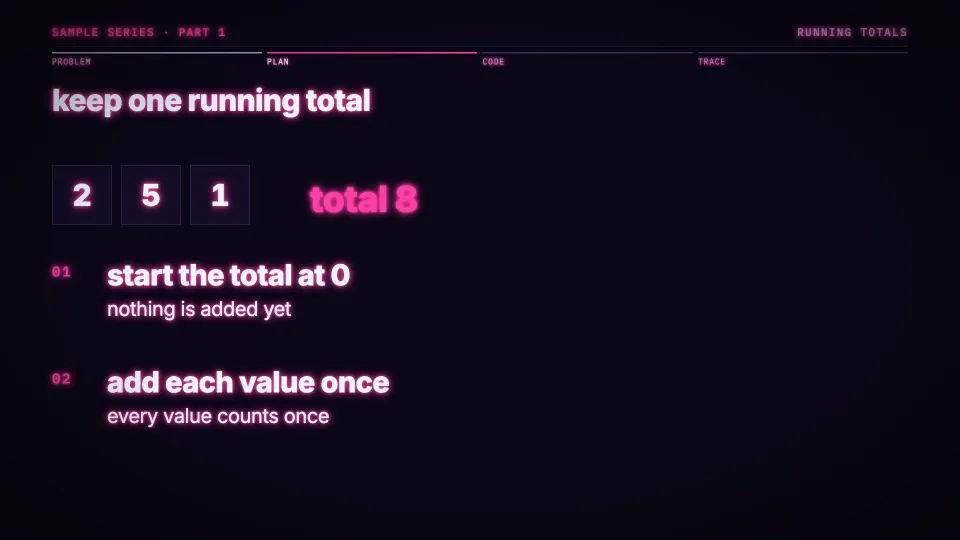 SAMPLE SERIES · PART 1
RUNNING TOTALS
PROBLEM
PLAN
CODE
TRACE
keep one running total
2 5 1
total 8
01
start the total at 0
nothing is added yet
02
add each value once
every value counts once